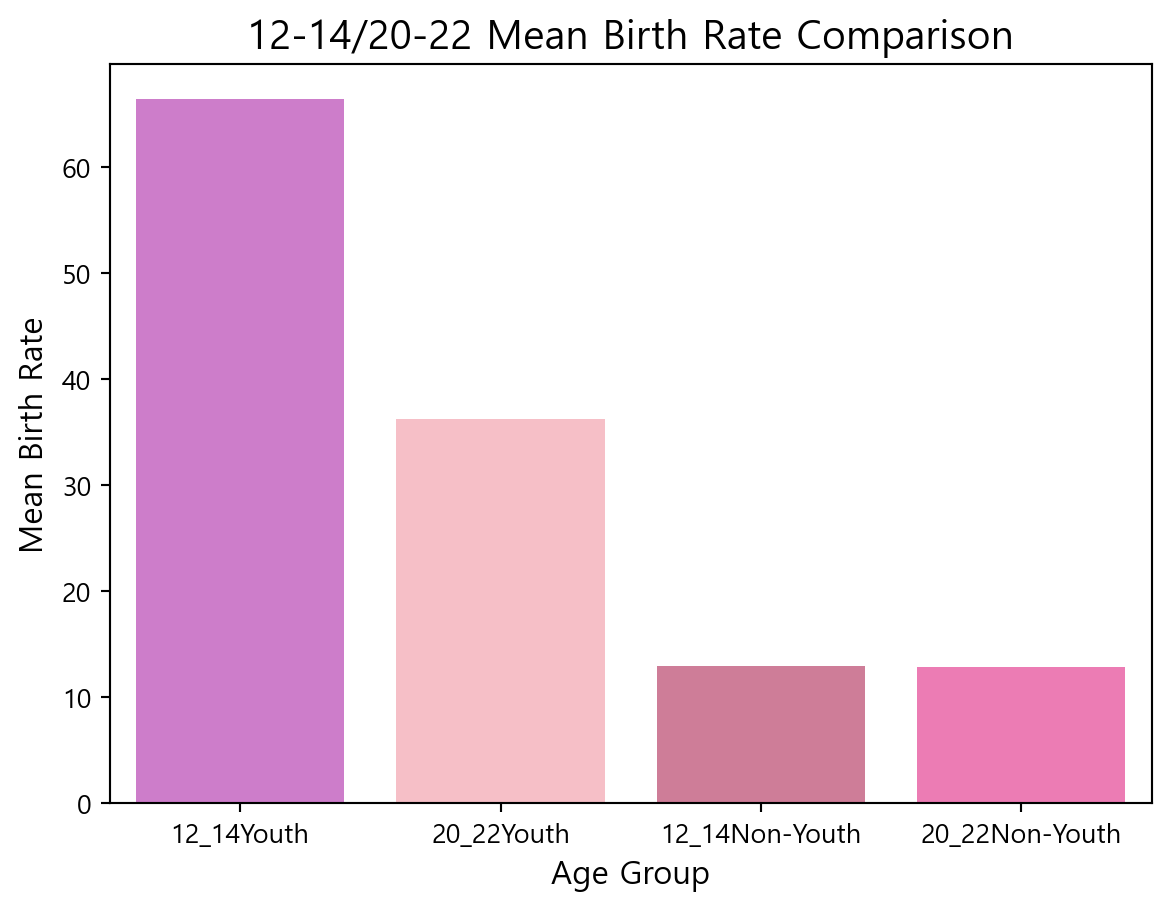 12-14/20-22 Mean Birth Rate Comparison
Mean Birth Rate
60
50
40
30
20
10
0
12_14Youth
20_22Youth
12_14Non-Youth
20_22Non-Youth
Age Group